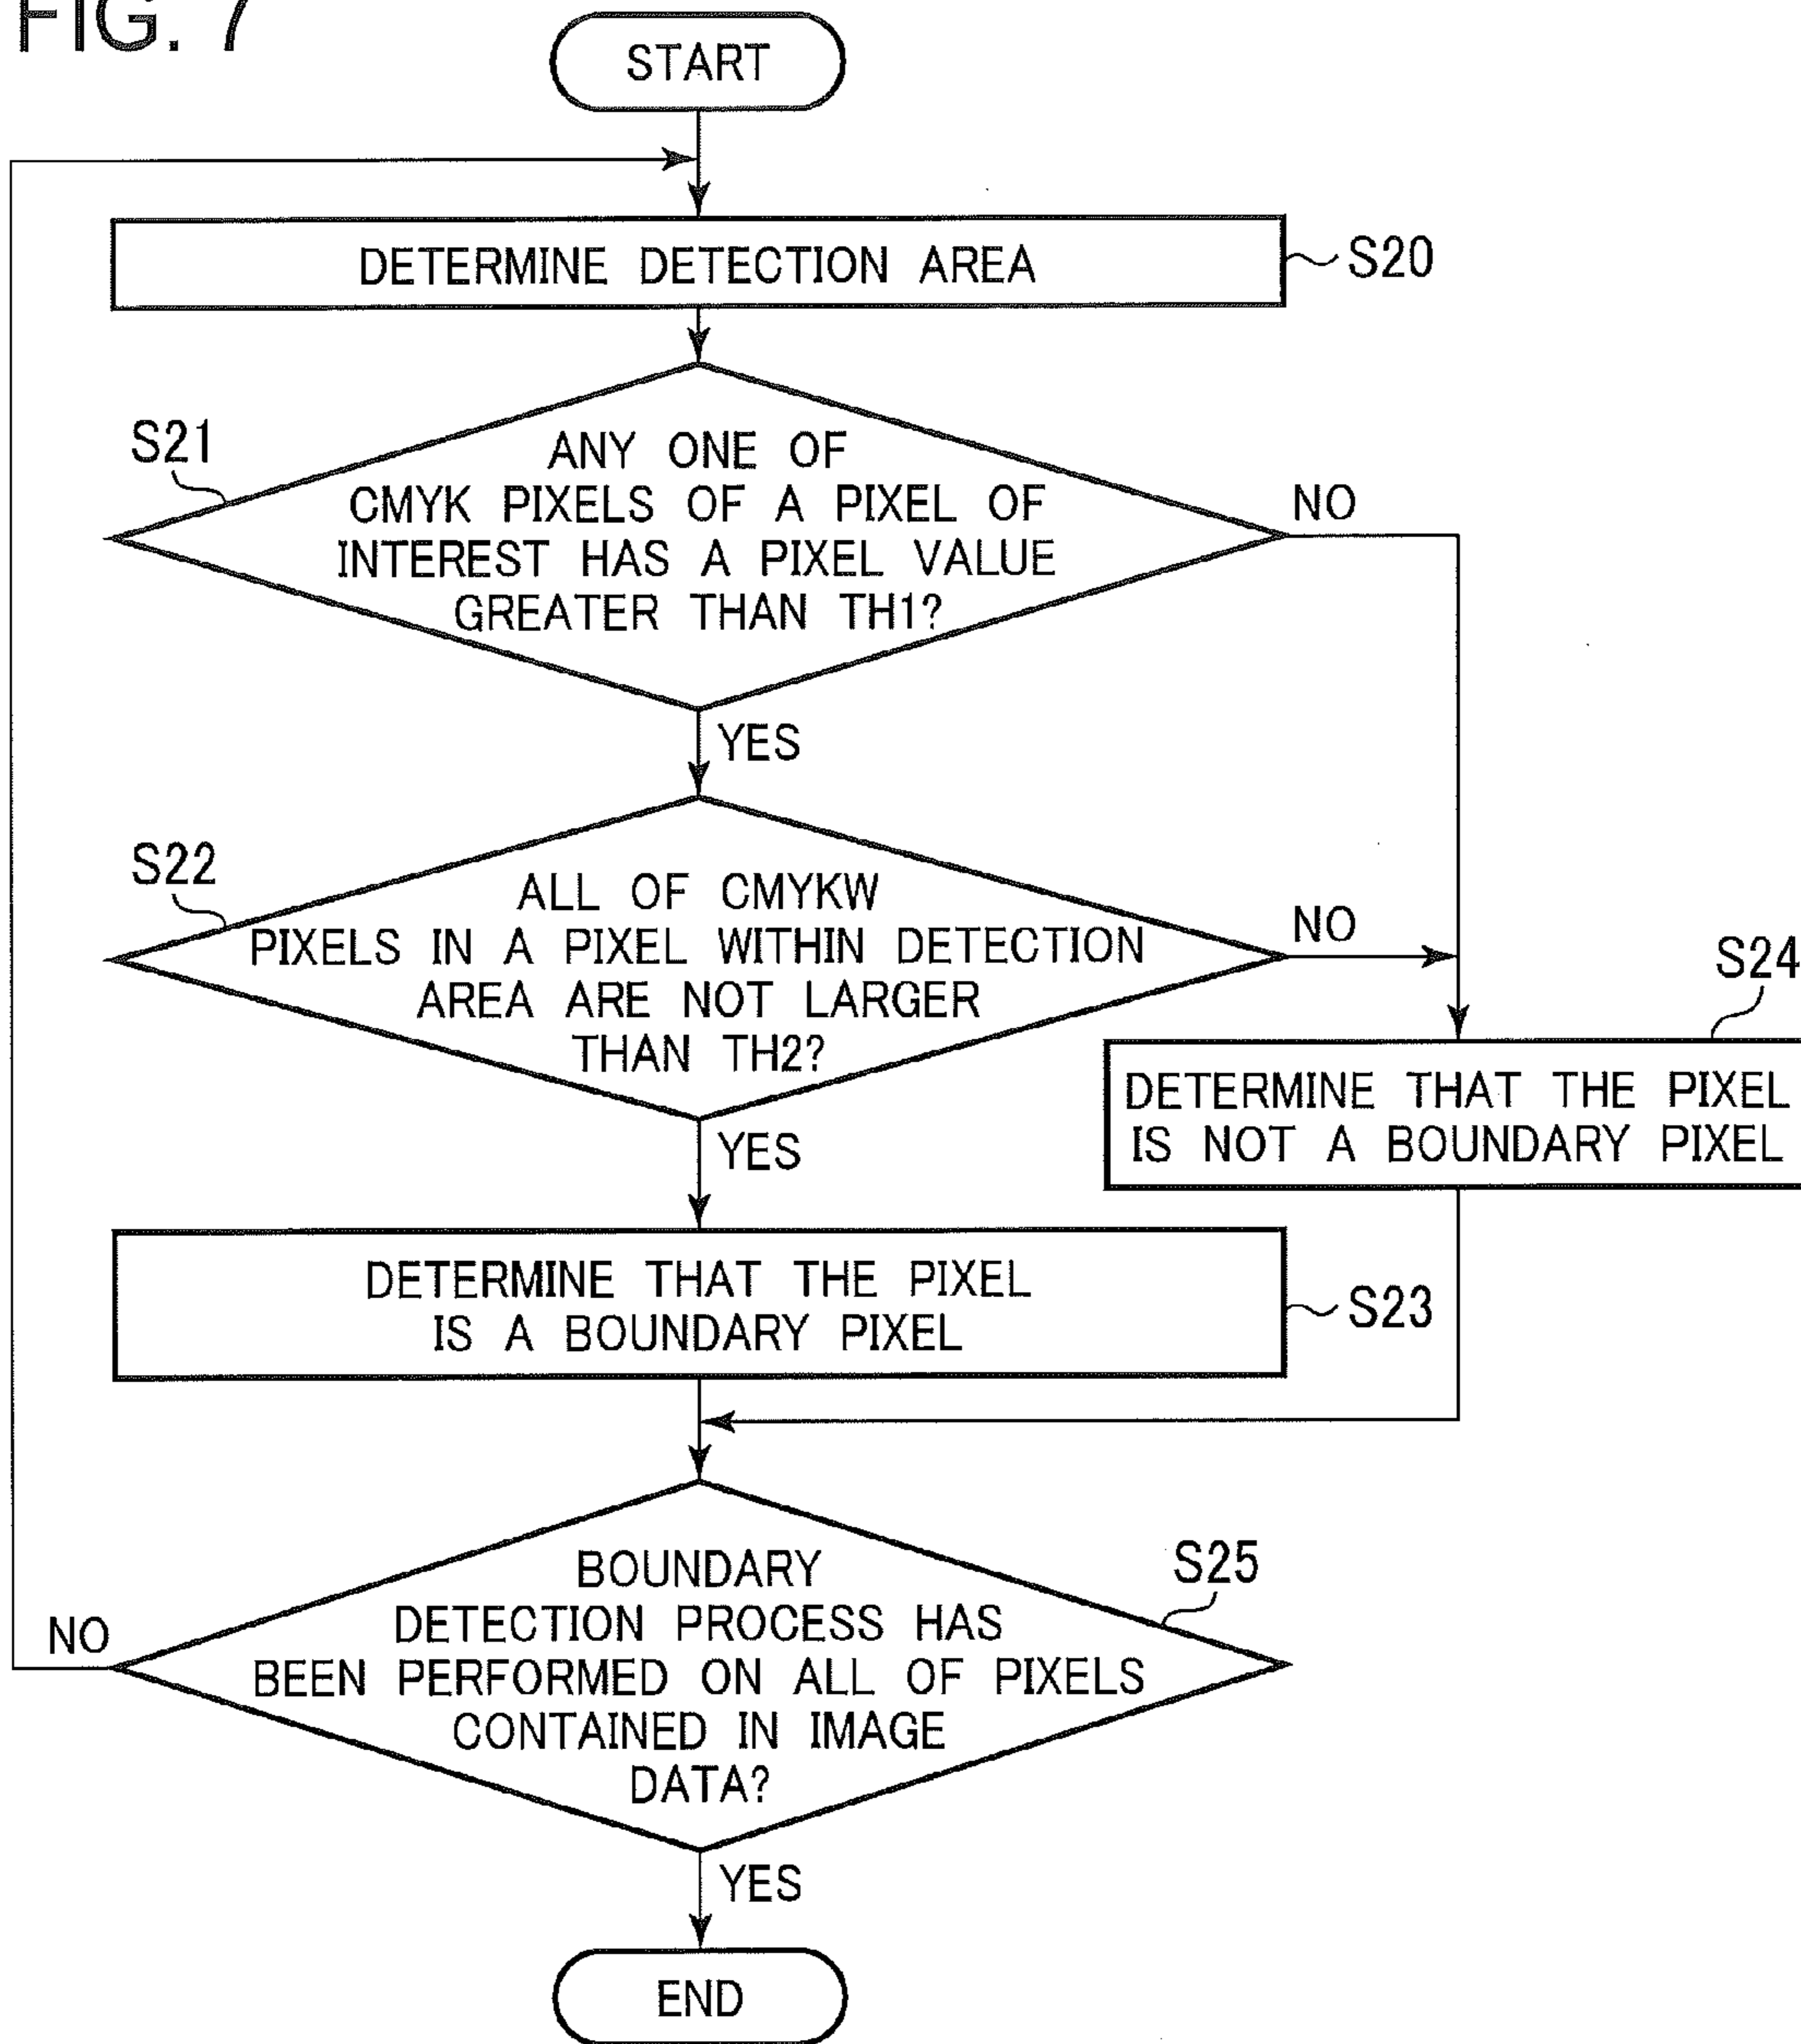 FIG. 7
START
DETERMINE DETECTION AREA
S20
S21
ANY ONE OF
CMYK PIXELS OF A PIXEL OF
INTEREST HAS A PIXEL VALUE
GREATER THAN TH1?
NO
YES
S22
ALL OF CMYKW
PIXELS IN A PIXEL WITHIN DETECTION
AREA ARE NOT LARGER
THAN TH2?
NO
YES
S24
DETERMINE THAT THE PIXEL
IS NOT A BOUNDARY PIXEL
DETERMINE THAT THE PIXEL
IS A BOUNDARY PIXEL
S23
BOUNDARY
DETECTION PROCESS HAS
BEEN PERFORMED ON ALL OF PIXELS
CONTAINED IN IMAGE
DATA?
S25
NO
YES
END